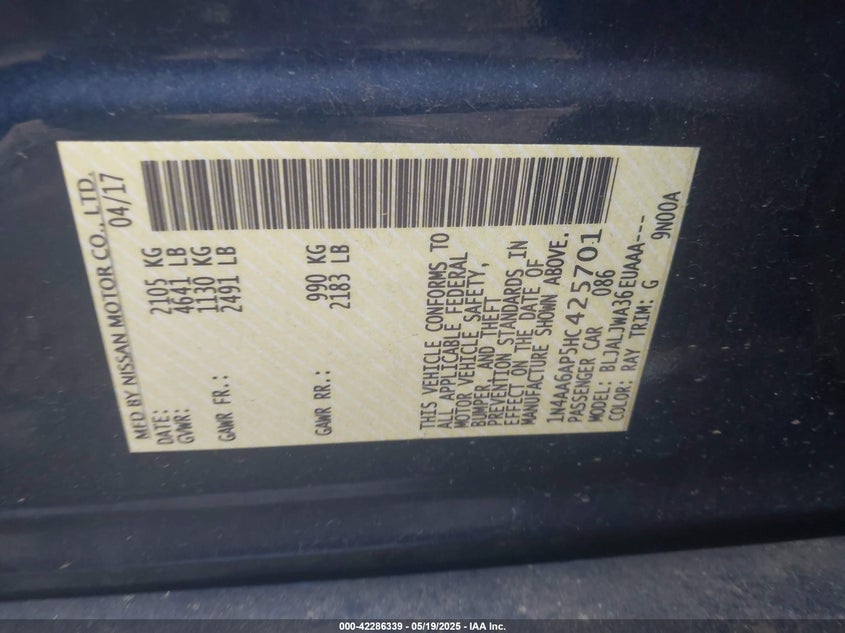 MFD BY NISSAN MOTOR CO., LTD.
DATE: 04/17
GVWR: 2105 KG
4641 LB
GAWR FR.: 1130 KG
2491 LB
GAWR RR.: 990 KG
2183 LB
THIS VEHICLE CONFORMS TO
ALL APPLICABLE FEDERAL
MOTOR VEHICLE SAFETY,
BUMPER, AND THEFT
PREVENTION STANDARDS IN
EFFECT ON THE DATE OF
MANUFACTURE SHOWN ABOVE.
1N4AA6AP5HC425701
PASSENGER CAR 086
MODEL: BLJALJWA36EUAAA---
COLOR: RAY TRIM: G 9N00A
000-42286339 - 05/19/2025 - IAA Inc.